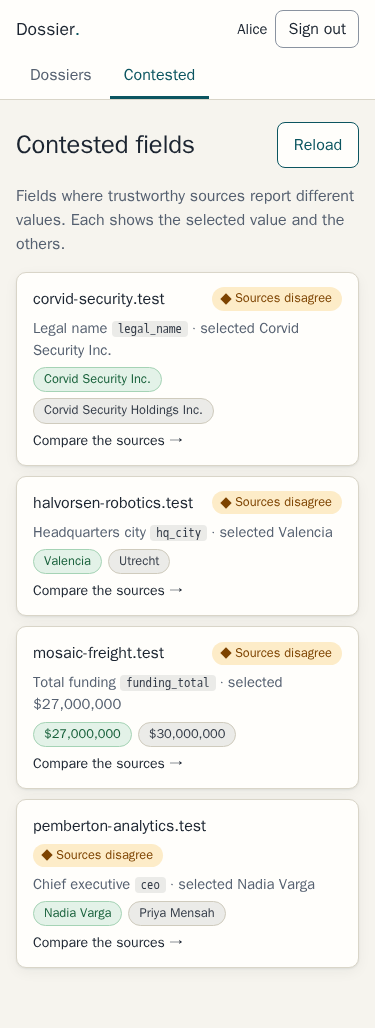 Dossier.
Alice
Sign out
Dossiers
Contested
Contested fields
Reload
Fields where trustworthy sources report different
values. Each shows the selected value and the
others.
corvid-security.test
◆ Sources disagree
Legal name legal_name · selected Corvid
Security Inc.
Corvid Security Inc.
Corvid Security Holdings Inc.
Compare the sources →
halvorsen-robotics.test
◆ Sources disagree
Headquarters city hq_city · selected Valencia
Valencia
Utrecht
Compare the sources →
mosaic-freight.test
◆ Sources disagree
Total funding funding_total · selected
$27,000,000
$27,000,000
$30,000,000
Compare the sources →
pemberton-analytics.test
◆ Sources disagree
Chief executive ceo · selected Nadia Varga
Nadia Varga
Priya Mensah
Compare the sources →